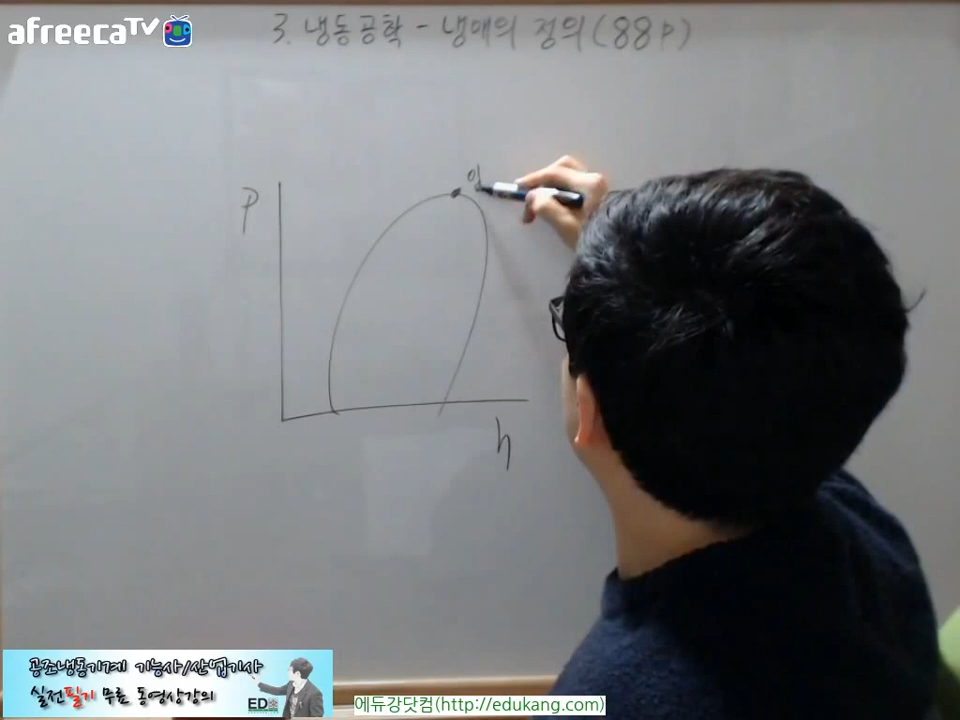 afreecaTV
3. 냉동공학 - 냉매의 정의 (88P)
P
h
공조냉동기계 기능사/산업기사
실전필기 무료 동영상강의
EDU
에듀강닷컴(http://edukang.com)